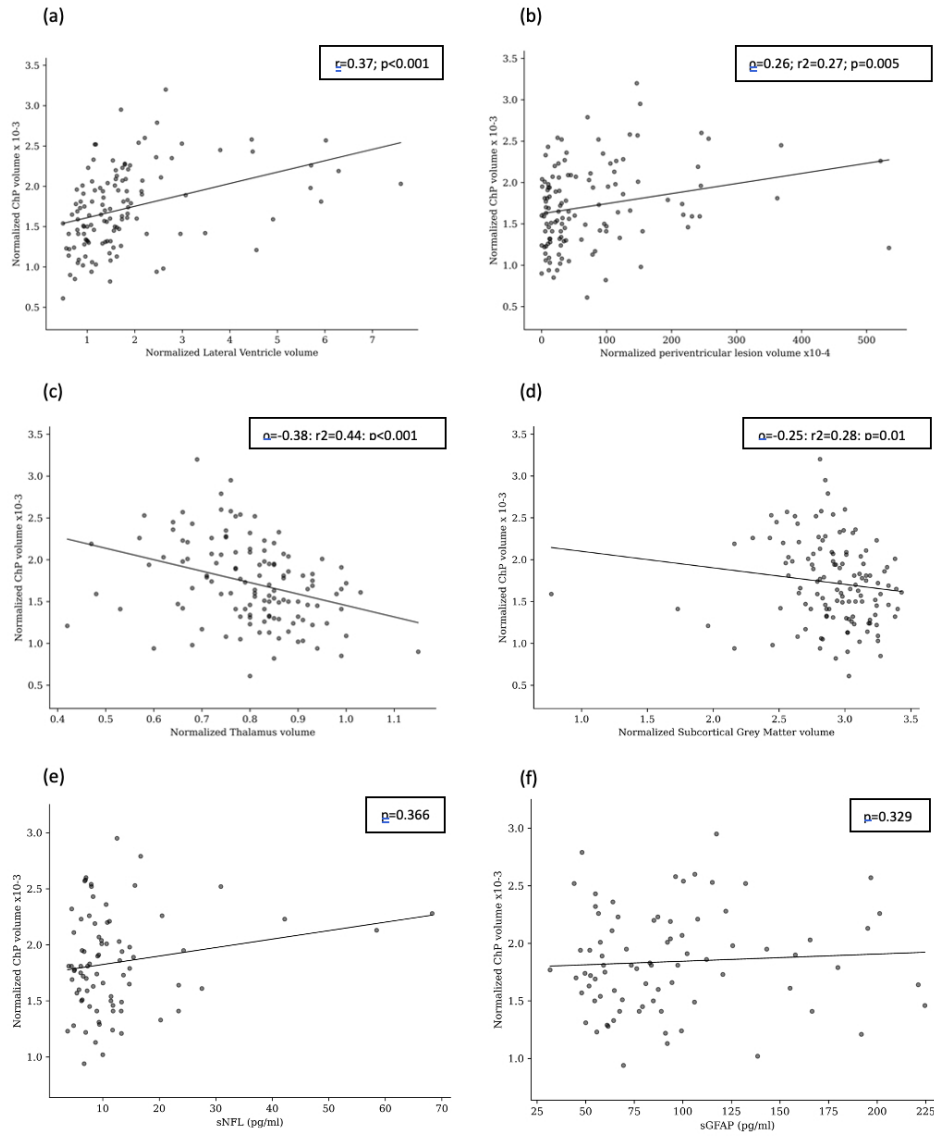 (a)
r=0.37; p<0.001
3.5
3.0
2.5
2.0
1.5
1.0
0.5
Normalized ChP volume x 10-3
1 2 3 4 5 6 7
Normalized Lateral Ventricle volume
(b)
ρ=0.26; r2=0.27; p=0.005
3.5
3.0
2.5
2.0
1.5
1.0
0.5
Normalized ChP volume x10-3
0 100 200 300 400 500
Normalized periventricular lesion volume x10-4
(c)
ρ=-0.38; r2=0.44; p<0.001
3.5
3.0
2.5
2.0
1.5
1.0
0.5
Normalized ChP volume x10-3
0.4 0.5 0.6 0.7 0.8 0.9 1.0 1.1
Normalized Thalamus volume
(d)
ρ=-0.25; r2=0.28; p=0.01
3.5
3.0
2.5
2.0
1.5
1.0
0.5
Normalized ChP volume x 10-3
1.0 1.5 2.0 2.5 3.0 3.5
Normalized Subcortical Grey Matter volume
(e)
p=0.366
3.0
2.5
2.0
1.5
1.0
Normalized ChP volume x10-3
10 20 30 40 50 60 70
sNFL (pg/ml)
(f)
p=0.329
3.0
2.5
2.0
1.5
1.0
Normalized ChP volume x10-3
25 50 75 100 125 150 175 200 225
sGFAP (pg/ml)